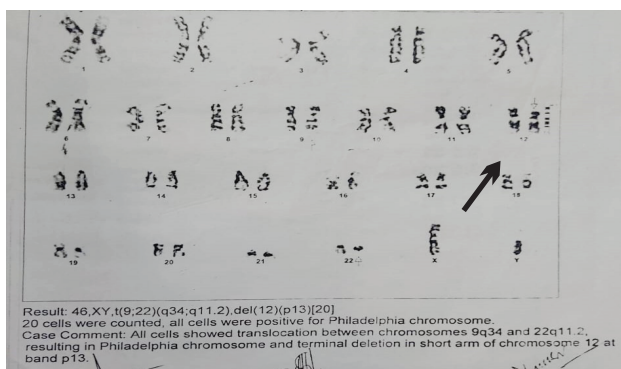 1 2 3 4 5
6 7 8 9 10 11 12
13 14 15 16 17 18
19 20 21 22 X Y
Result: 46,XY,t(9;22)(q34;q11.2),del(12)(p13)[20]
20 cells were counted, all cells were positive for Philadelphia chromosome.
Case Comment: All cells showed translocation between chromosomes 9q34 and 22q11.2,
resulting in Philadelphia chromosome and terminal deletion in short arm of chromosome 12 at
band p13.